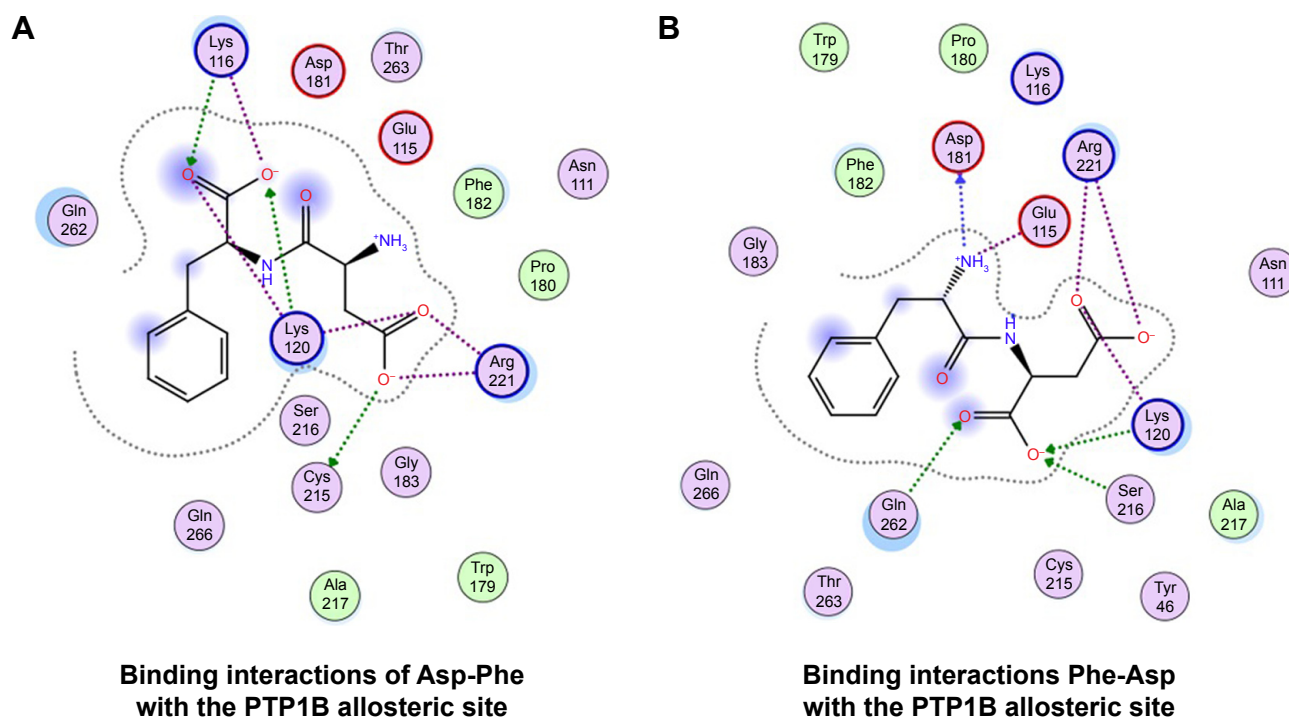 A
Lys
116
Asp
181
Thr
263
Glu
115
Asn
111
Phe
182
Gln
262
Pro
180
O
O⁻
O
⁺NH₃
N
H
O
O⁻
Lys
120
Arg
221
Ser
216
Cys
215
Gly
183
Gln
266
Ala
217
Trp
179
Binding interactions of Asp-Phe
with the PTP1B allosteric site
B
Trp
179
Pro
180
Lys
116
Asp
181
Arg
221
Phe
182
Glu
115
Gly
183
Asn
111
⁺NH₃
H
N
O
O
O⁻
O
O⁻
Lys
120
Gln
266
Gln
262
Ser
216
Ala
217
Thr
263
Cys
215
Tyr
46
Binding interactions Phe-Asp
with the PTP1B allosteric site